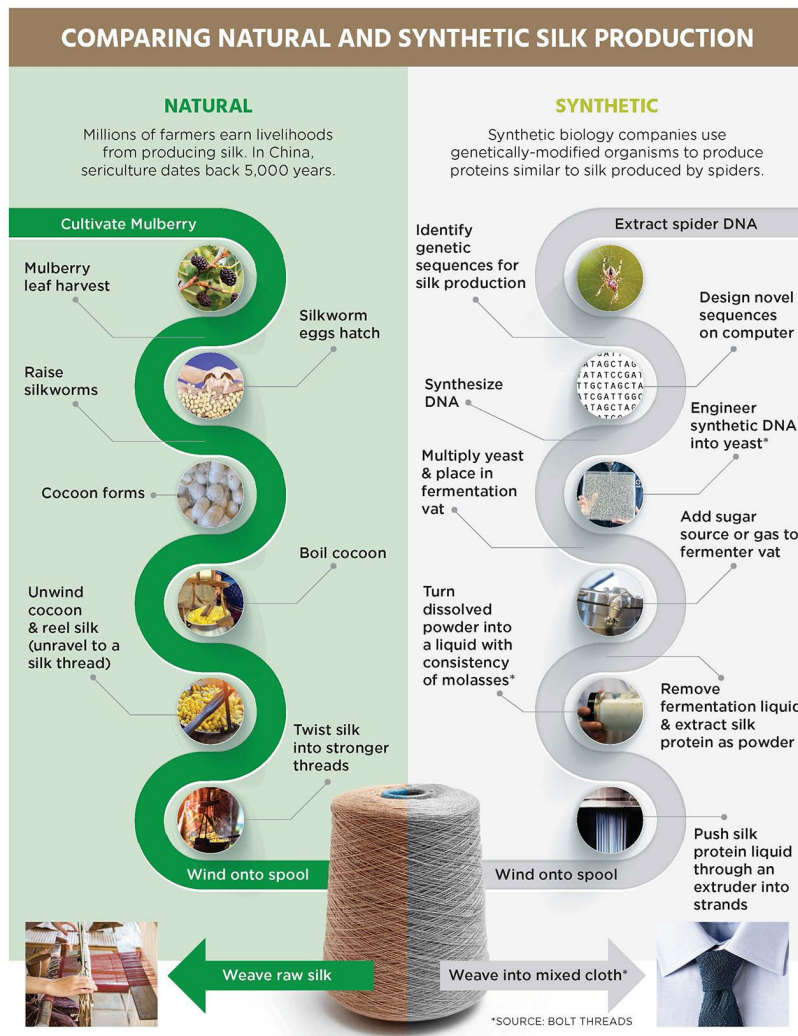 COMPARING NATURAL AND SYNTHETIC SILK PRODUCTION
NATURAL
Millions of farmers earn livelihoods
from producing silk. In China,
sericulture dates back 5,000 years.
Cultivate Mulberry
Mulberry
leaf harvest
Silkworm
eggs hatch
Raise
silkworms
Cocoon forms
Boil cocoon
Unwind
cocoon
& reel silk
(unravel to a
silk thread)
Twist silk
into stronger
threads
Wind onto spool
Weave raw silk
SYNTHETIC
Synthetic biology companies use
genetically-modified organisms to produce
proteins similar to silk produced by spiders.
Extract spider DNA
Identify
genetic
sequences for
silk production
Design novel
sequences
on computer
ATAGCTAG
TATATCCGAT
TTGCTAGCTA
ATCGATTGGC
ATAGCTAG
Synthesize
DNA
Engineer
synthetic DNA
into yeast*
Multiply yeast
& place in
fermentation
vat
Add sugar
source or gas to
fermenter vat
Turn
dissolved
powder into
a liquid with
consistency
of molasses*
Remove
fermentation liquid
& extract silk
protein as powder
Push silk
protein liquid
through an
extruder into
strands
Wind onto spool
Weave into mixed cloth*
*SOURCE: BOLT THREADS